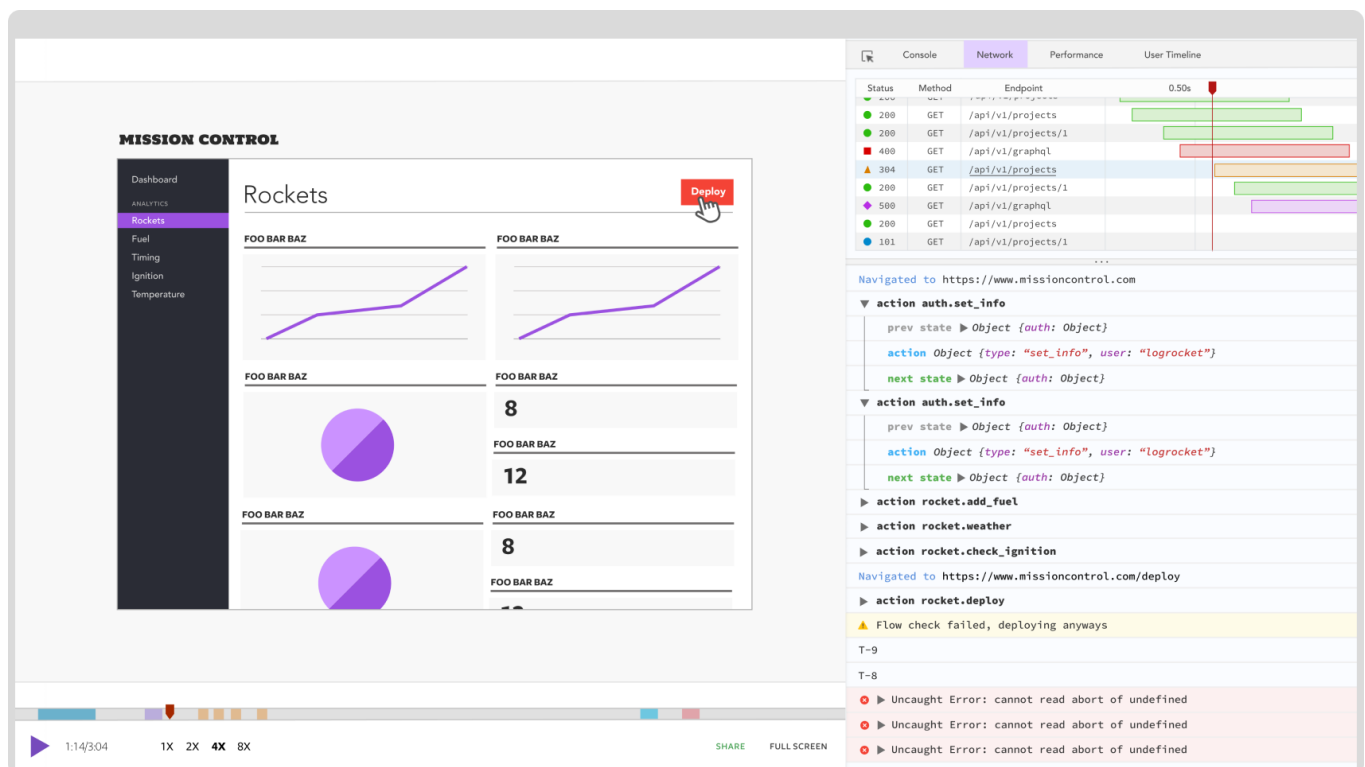 MISSION CONTROL
Dashboard
ANALYTICS
Rockets
Fuel
Timing
Ignition
Temperature
Rockets
Deploy
FOO BAR BAZ
FOO BAR BAZ
FOO BAR BAZ
FOO BAR BAZ
8
FOO BAR BAZ
12
FOO BAR BAZ
FOO BAR BAZ
8
FOO BAR BAZ
1:14/3:04
1X 2X 4X 8X
SHARE
FULL SCREEN
Console Network Performance User Timeline
Status Method Endpoint 0.50s
200 GET /api/v1/projects
200 GET /api/v1/projects/1
400 GET /api/v1/graphql
304 GET /api/v1/projects
200 GET /api/v1/projects/1
500 GET /api/v1/graphql
200 GET /api/v1/projects
101 GET /api/v1/projects/1
Navigated to https://www.missioncontrol.com
action auth.set_info
prev state Object {auth: Object}
action Object {type: “set_info”, user: “logrocket”}
next state Object {auth: Object}
action auth.set_info
prev state Object {auth: Object}
action Object {type: “set_info”, user: “logrocket”}
next state Object {auth: Object}
action rocket.add_fuel
action rocket.weather
action rocket.check_ignition
Navigated to https://www.missioncontrol.com/deploy
action rocket.deploy
Flow check failed, deploying anyways
T-9
T-8
Uncaught Error: cannot read abort of undefined
Uncaught Error: cannot read abort of undefined
Uncaught Error: cannot read abort of undefined